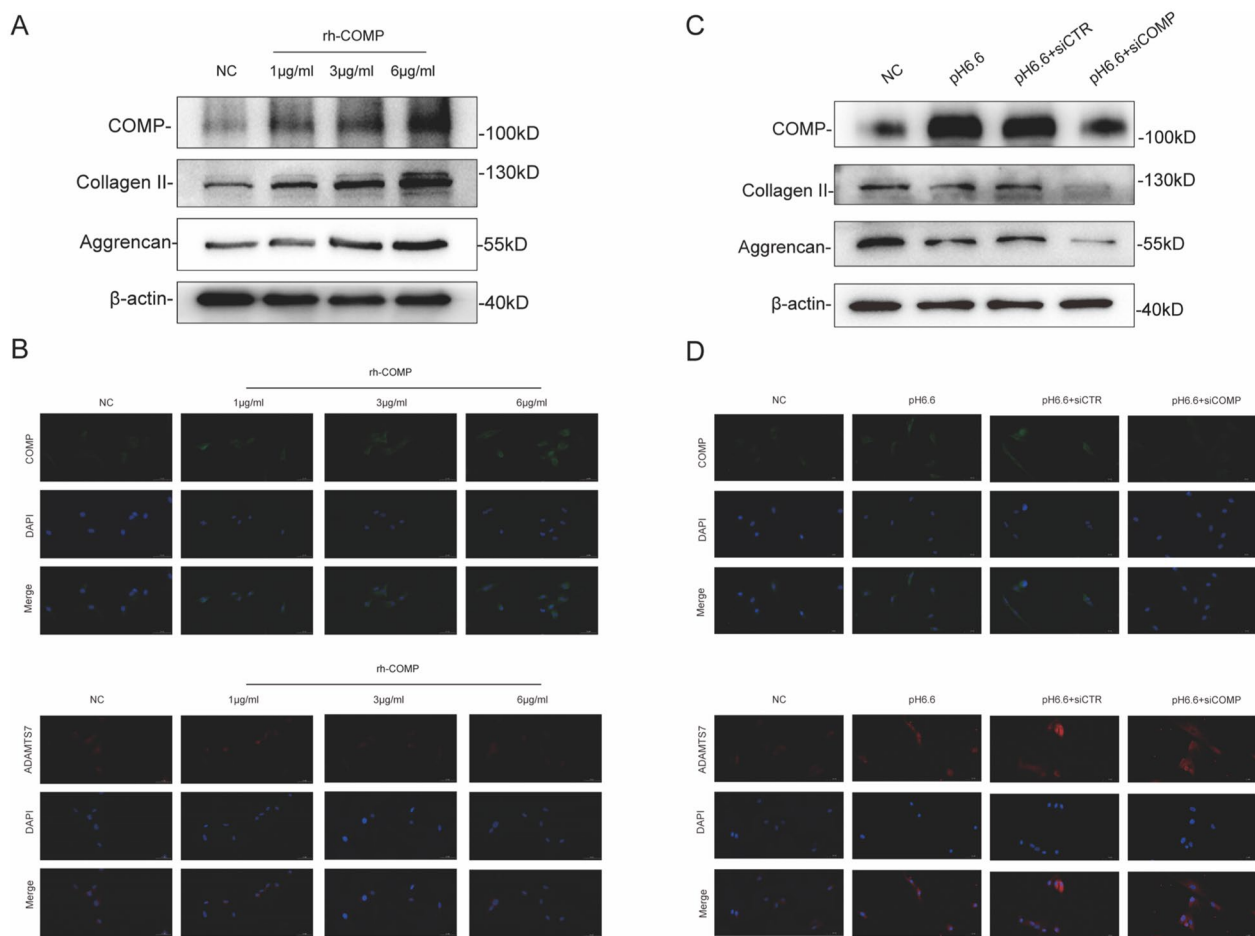 A
rh-COMP
NC 1µg/ml 3µg/ml 6µg/ml
COMP- -100kD
Collagen II- -130kD
Aggrencan- -55kD
β-actin- -40kD
C
NC pH6.6 pH6.6+siCTR pH6.6+siCOMP
COMP- -100kD
Collagen II- -130kD
Aggrencan- -55kD
β-actin- -40kD
B
rh-COMP
NC 1µg/ml 3µg/ml 6µg/ml
COMP
DAPI
Merge
rh-COMP
NC 1µg/ml 3µg/ml 6µg/ml
ADAMTS7
DAPI
Merge
D
NC pH6.6 pH6.6+siCTR pH6.6+siCOMP
COMP
DAPI
Merge
NC pH6.6 pH6.6+siCTR pH6.6+siCOMP
ADAMTS7
DAPI
Merge